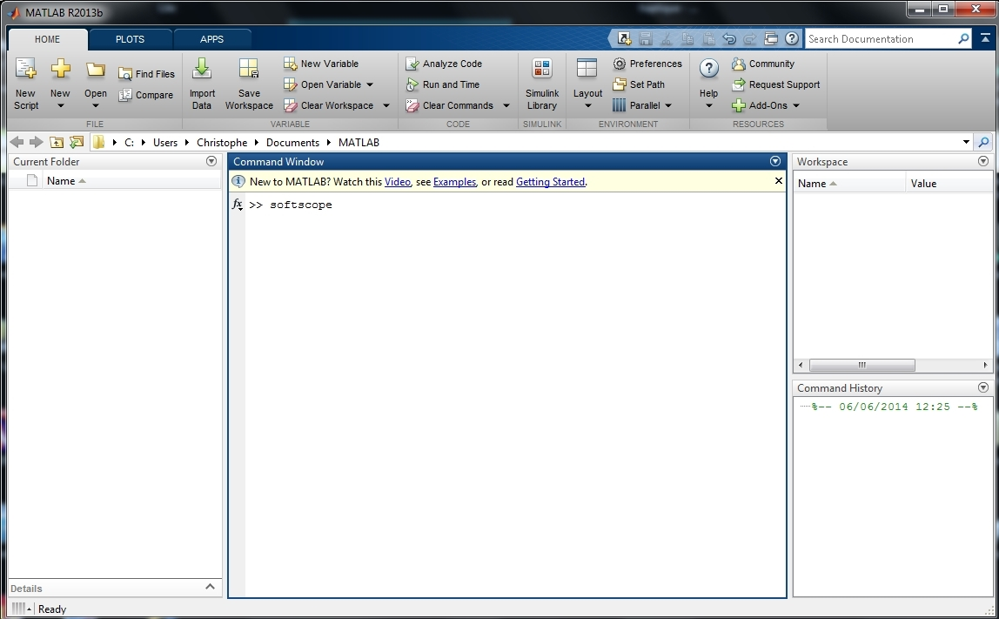 MATLAB R2013b
HOME PLOTS APPS
Search Documentation
New Script
New
Open
Find Files
Compare
FILE
Import Data
Save Workspace
New Variable
Open Variable
Clear Workspace
VARIABLE
Analyze Code
Run and Time
Clear Commands
CODE
Simulink Library
SIMULINK
Layout
Preferences
Set Path
Parallel
ENVIRONMENT
Help
Community
Request Support
Add-Ons
RESOURCES
C: Users Christophe Documents MATLAB
Current Folder
Name
Command Window
New to MATLAB? Watch this Video, see Examples, or read Getting Started.
fx >> softscope
Workspace
Name Value
Command History
%-- 06/06/2014 12:25 --%
Details
Ready